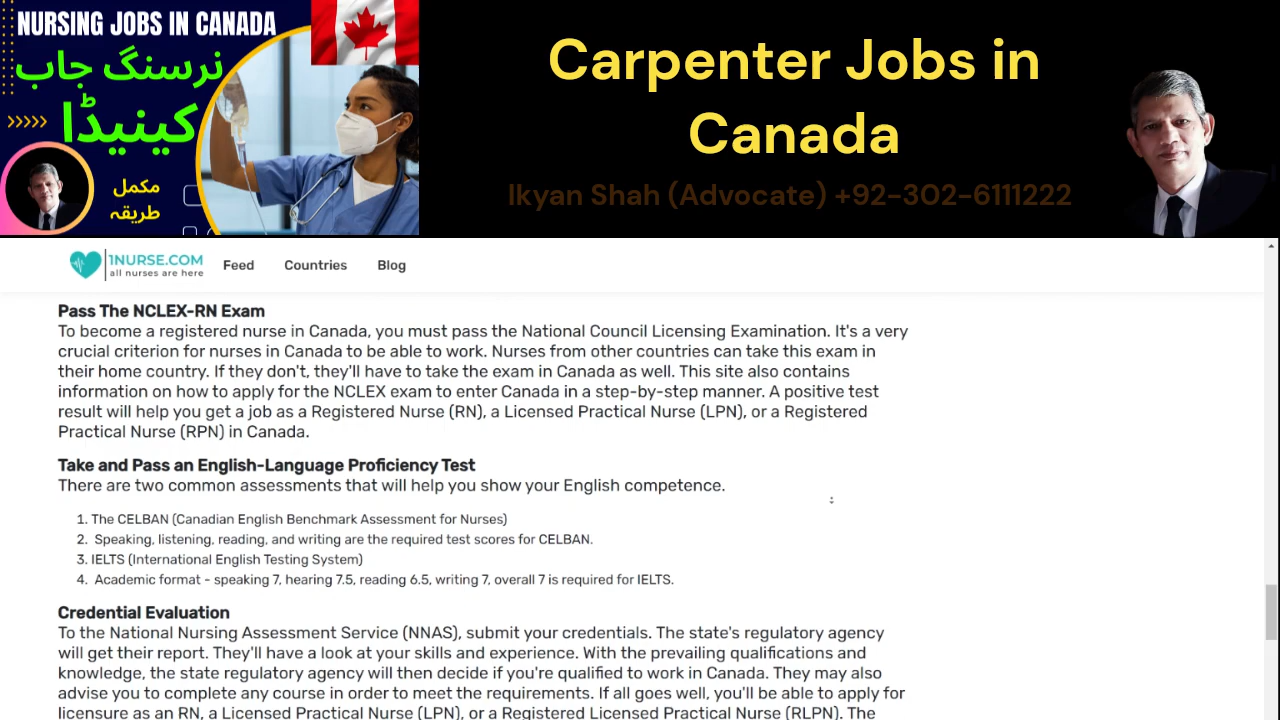 NURSING JOBS IN CANADA
نرسنگ جاب
کینیڈا
مکمل
طریقہ
Carpenter Jobs in
Canada
Ikyan Shah (Advocate) +92-302-6111222
1NURSE.COM
all nurses are here
Feed
Countries
Blog
Pass The NCLEX-RN Exam
To become a registered nurse in Canada, you must pass the National Council Licensing Examination. It's a very
crucial criterion for nurses in Canada to be able to work. Nurses from other countries can take this exam in
their home country. If they don't, they'll have to take the exam in Canada as well. This site also contains
information on how to apply for the NCLEX exam to enter Canada in a step-by-step manner. A positive test
result will help you get a job as a Registered Nurse (RN), a Licensed Practical Nurse (LPN), or a Registered
Practical Nurse (RPN) in Canada.
Take and Pass an English-Language Proficiency Test
There are two common assessments that will help you show your English competence.
1. The CELBAN (Canadian English Benchmark Assessment for Nurses)
2. Speaking, listening, reading, and writing are the required test scores for CELBAN.
3. IELTS (International English Testing System)
4. Academic format - speaking 7, hearing 7.5, reading 6.5, writing 7, overall 7 is required for IELTS.
Credential Evaluation
To the National Nursing Assessment Service (NNAS), submit your credentials. The state's regulatory agency
will get their report. They'll have a look at your skills and experience. With the prevailing qualifications and
knowledge, the state regulatory agency will then decide if you're qualified to work in Canada. They may also
advise you to complete any course in order to meet the requirements. If all goes well, you'll be able to apply for
licensure as an RN, a Licensed Practical Nurse (LPN), or a Registered Licensed Practical Nurse (RLPN). The